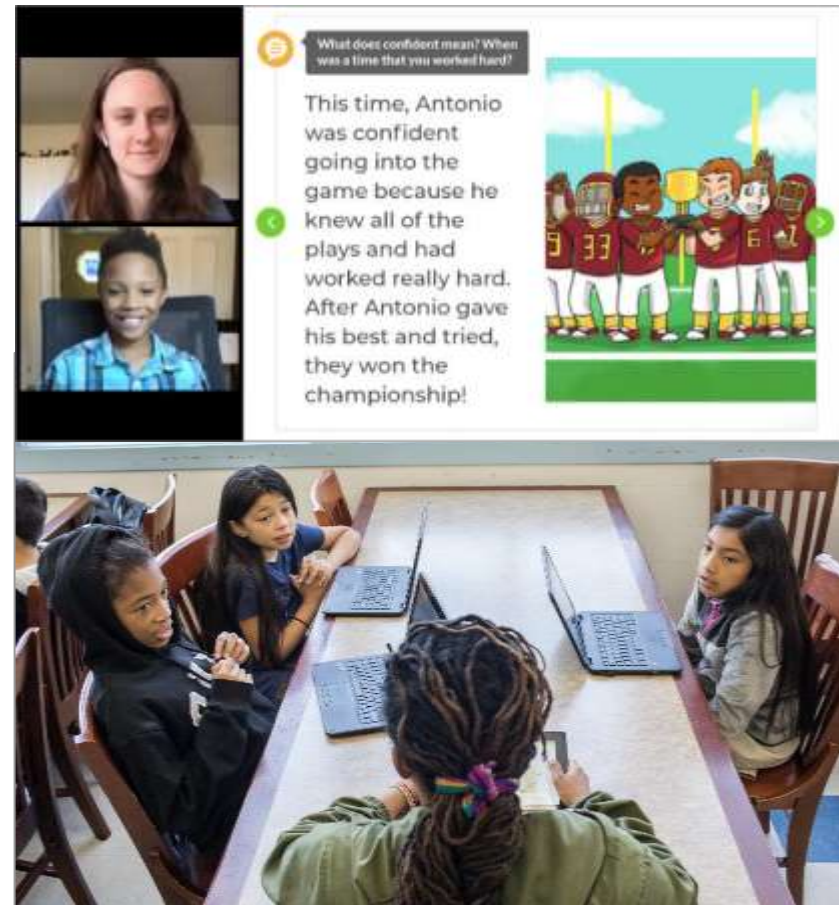 What does confident mean? When
was a time that you worked hard?
This time, Antonio
was confident
going into the
game because he
knew all of the
plays and had
worked really hard.
After Antonio gave
his best and tried,
they won the
championship!
33
6